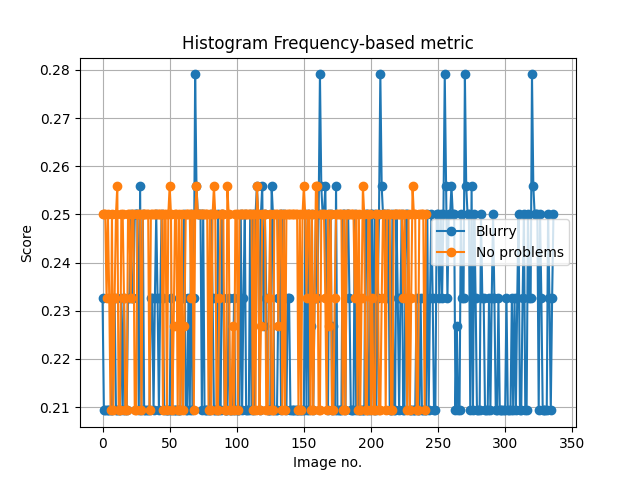 Histogram Frequency-based metric
0.28
0.27
0.26
0.25
0.24
0.23
0.22
0.21
Score
Blurry
No problems
0 50 100 150 200 250 300 350
Image no.